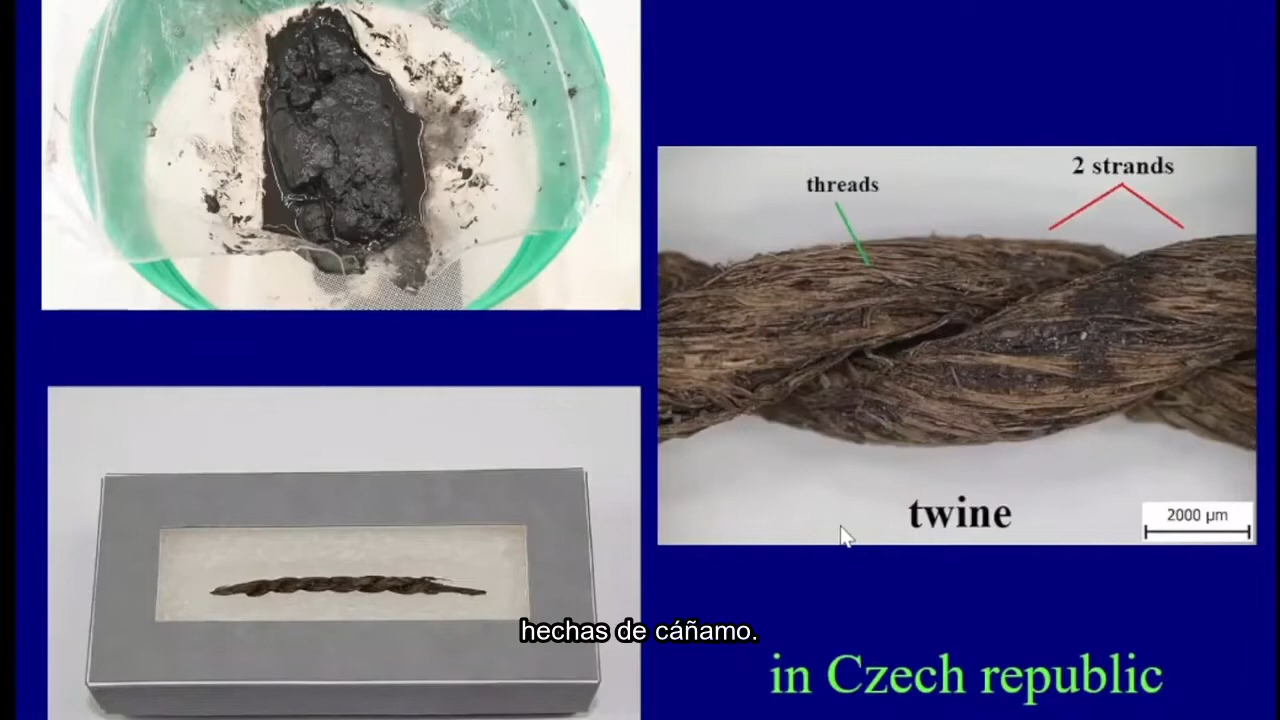 threads
2 strands
twine
2000 µm
hechas de cáñamo.
in Czech republic